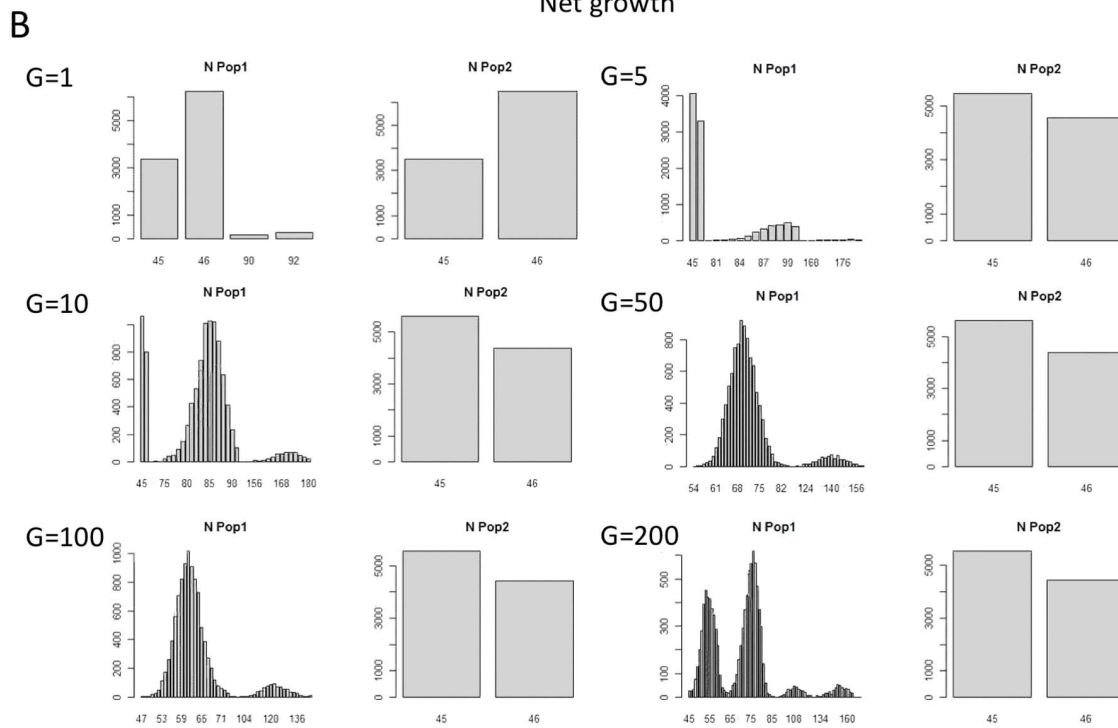 Net growth
B
G=1
N Pop1
5000
3000
1000
0
45 46 90 92
N Pop2
5000
3000
1000
0
45 46
G=5
N Pop1
4000
3000
2000
1000
0
45 81 84 87 90 168 176
N Pop2
5000
3000
1000
0
45 46
G=10
N Pop1
800
600
400
200
0
45 76 80 85 90 156 168 180
N Pop2
5000
3000
1000
0
45 46
G=50
N Pop1
800
600
400
200
0
54 61 68 75 82 124 140 156
N Pop2
5000
3000
1000
0
45 46
G=100
N Pop1
1000
800
600
400
200
0
47 53 59 65 71 104 120 136
N Pop2
5000
3000
1000
0
45 46
G=200
N Pop1
500
300
100
0
45 55 65 75 85 108 134 160
N Pop2
5000
3000
1000
0
45 46